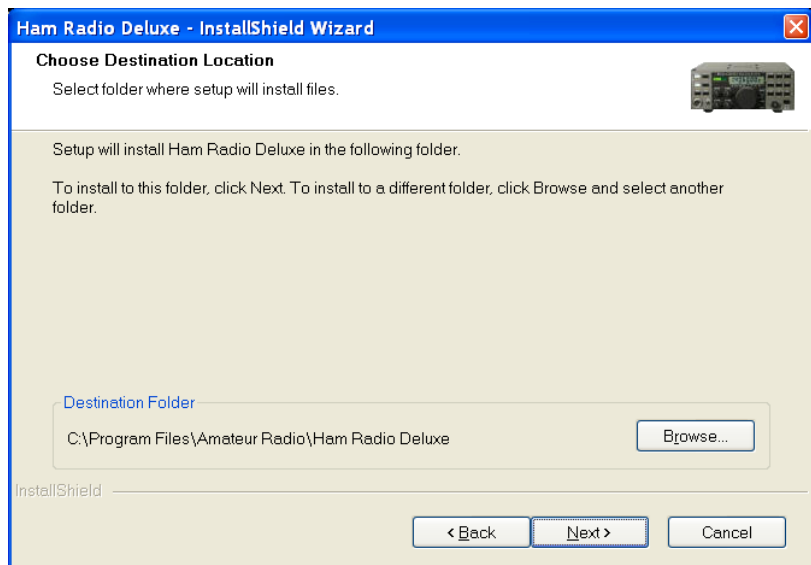 Ham Radio Deluxe - InstallShield Wizard
Choose Destination Location
Select folder where setup will install files.
Setup will install Ham Radio Deluxe in the following folder.
To install to this folder, click Next. To install to a different folder, click Browse and select another
folder.
Destination Folder
C:\Program Files\Amateur Radio\Ham Radio Deluxe
Browse...
InstallShield
< Back
Next >
Cancel